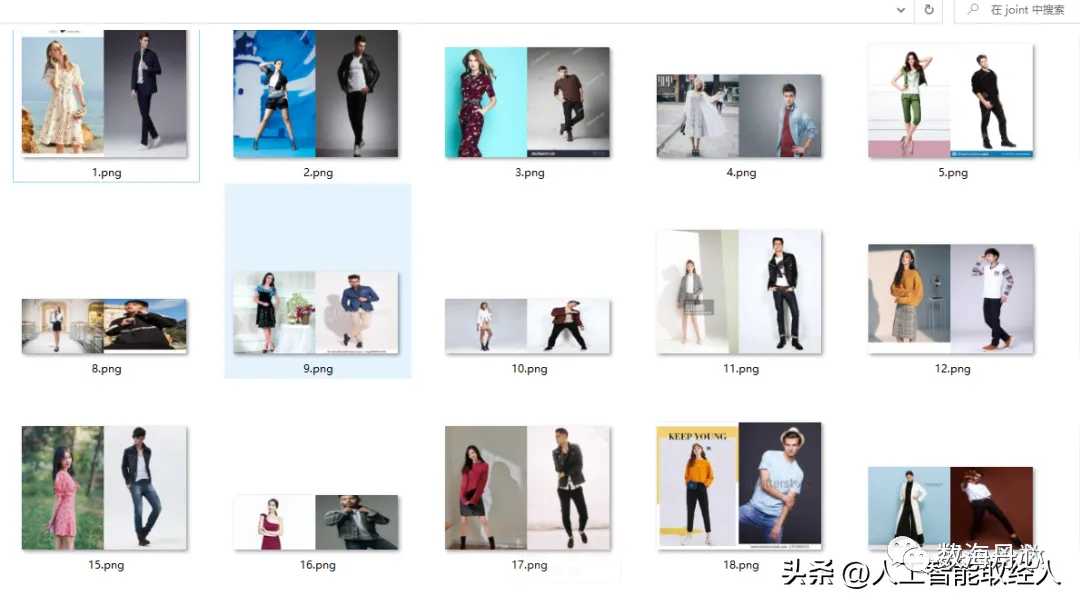 在 joint 中搜索
1.png
2.png
3.png
4.png
5.png
8.png
9.png
10.png
11.png
12.png
KEEP YOUNG
15.png
16.png
17.png
18.png
数海丹心
头条 @人工智能取经人